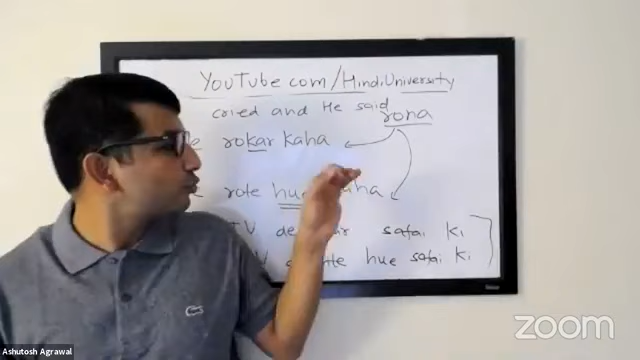 YouTube com/HindiUniversity
cried and He said
rona
rokar kaha
rote hue
TV safai ki
hue safai ki
zoom
Ashutosh Agrawal